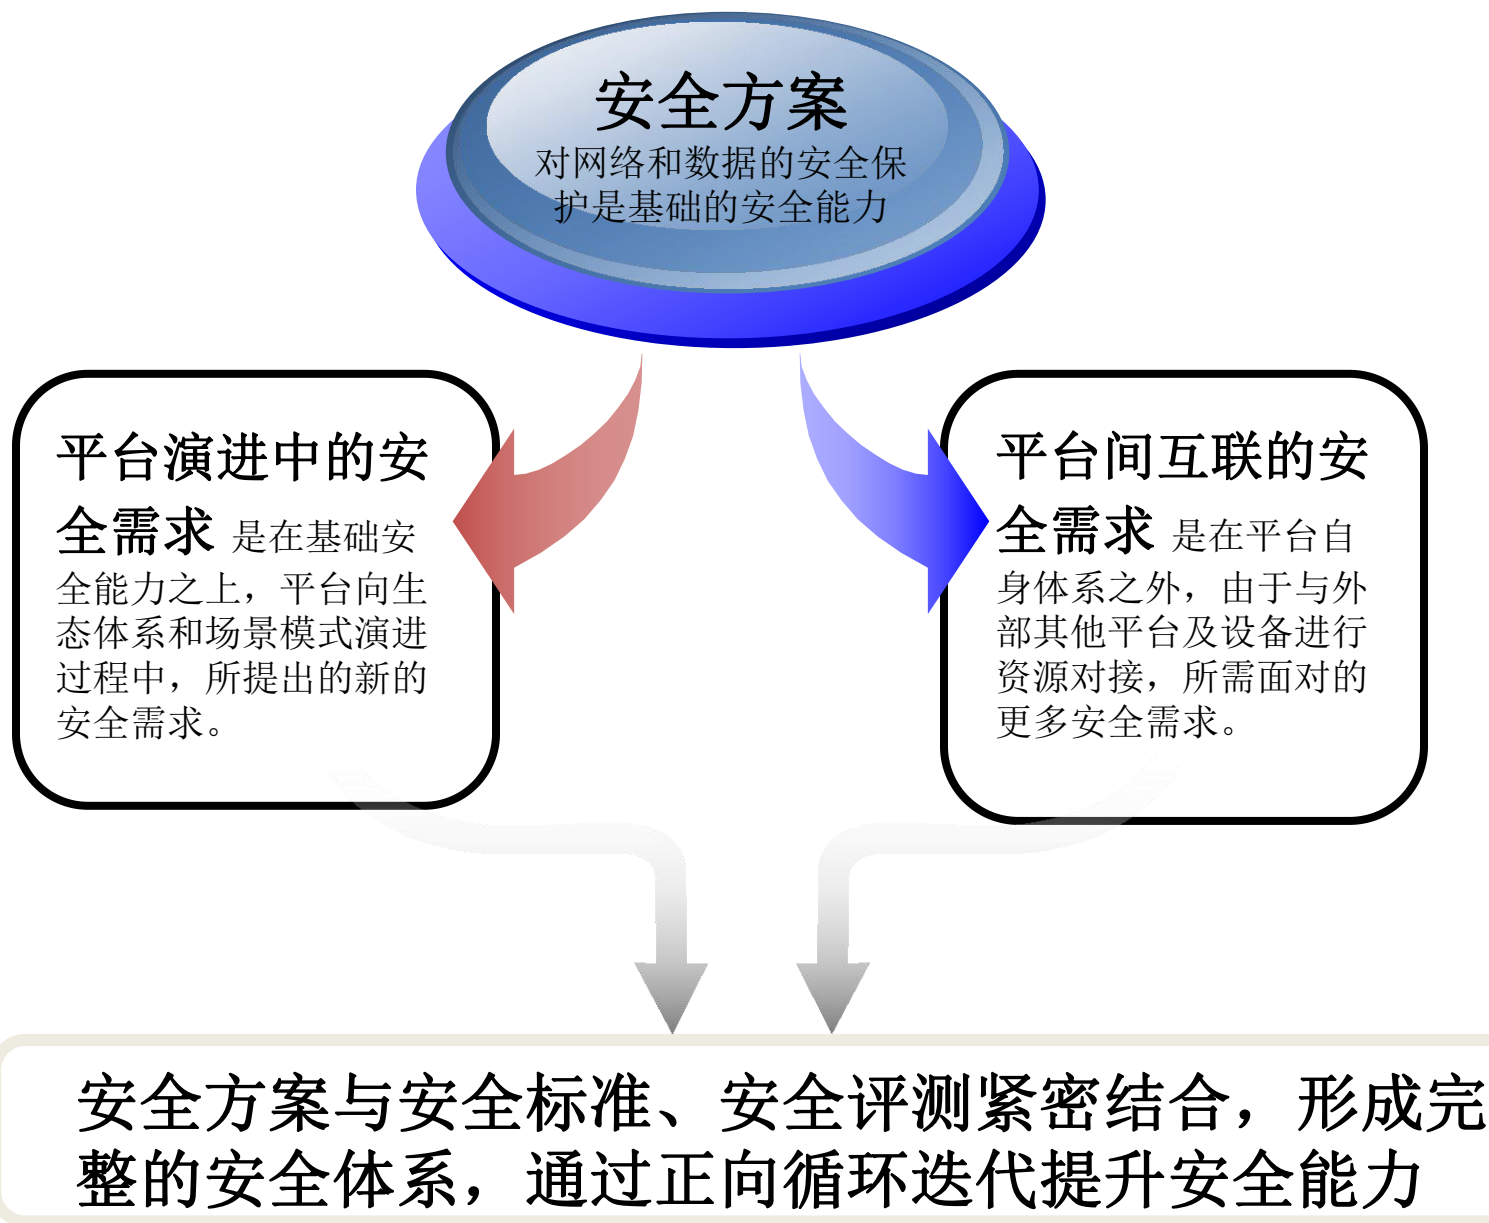 安全方案
对网络和数据的安全保
护是基础的安全能力
平台演进中的安
全需求 是在基础安
全能力之上，平台向生
态体系和场景模式演进
过程中，所提出的新的
安全需求。
平台间互联的安
全需求 是在平台自
身体系之外，由于与外
部其他平台及设备进行
资源对接，所需面对的
更多安全需求。
安全方案与安全标准、安全评测紧密结合，形成完
整的安全体系，通过正向循环迭代提升安全能力